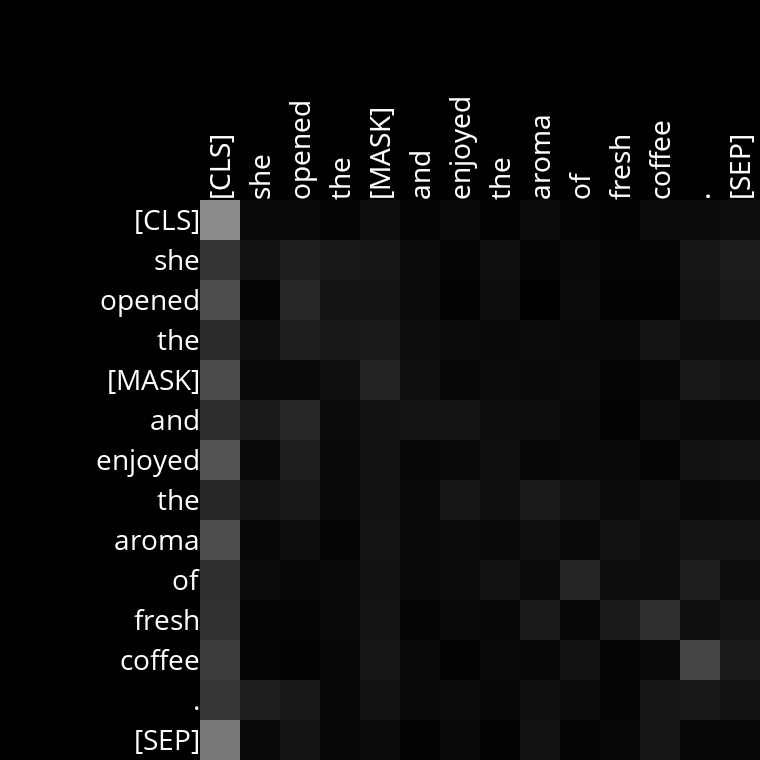 [CLS] she opened the [MASK] and enjoyed the aroma of fresh coffee . [SEP]
[CLS]
she
opened
the
[MASK]
and
enjoyed
the
aroma
of
fresh
coffee
.
[SEP]